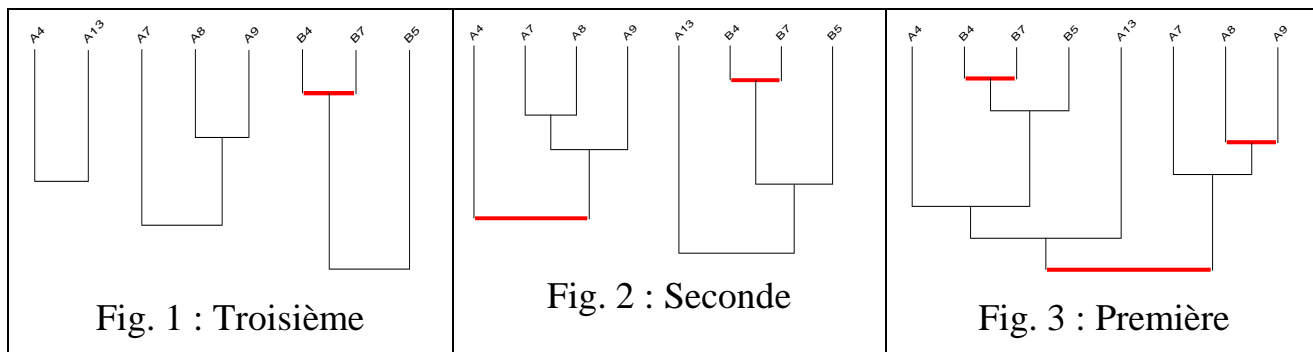 A4 A13 A7 A8 A9 B4 B7 B5
Fig. 1 : Troisième
A4 A7 A8 A9 A13 B4 B7 B5
Fig. 2 : Seconde
A4 B4 B7 B5 A13 A7 A8 A9
Fig. 3 : Première